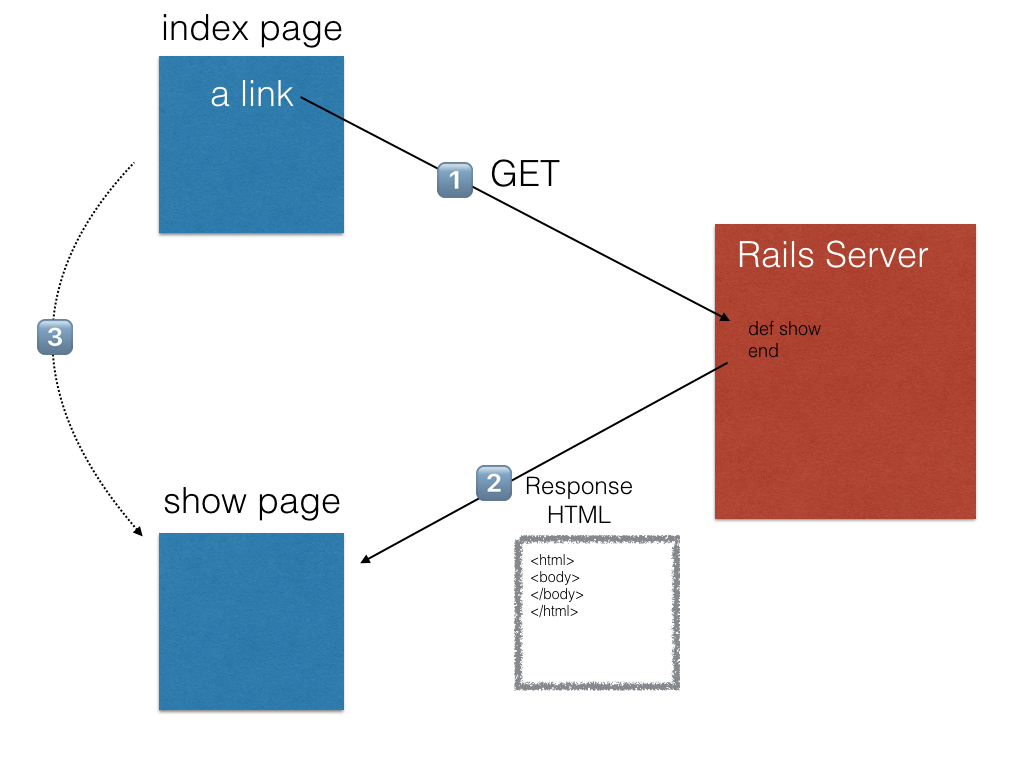 index page
a link
1
GET
Rails Server
def show
end
3
2
Response
HTML
show page
<html>
<body>
</body>
</html>